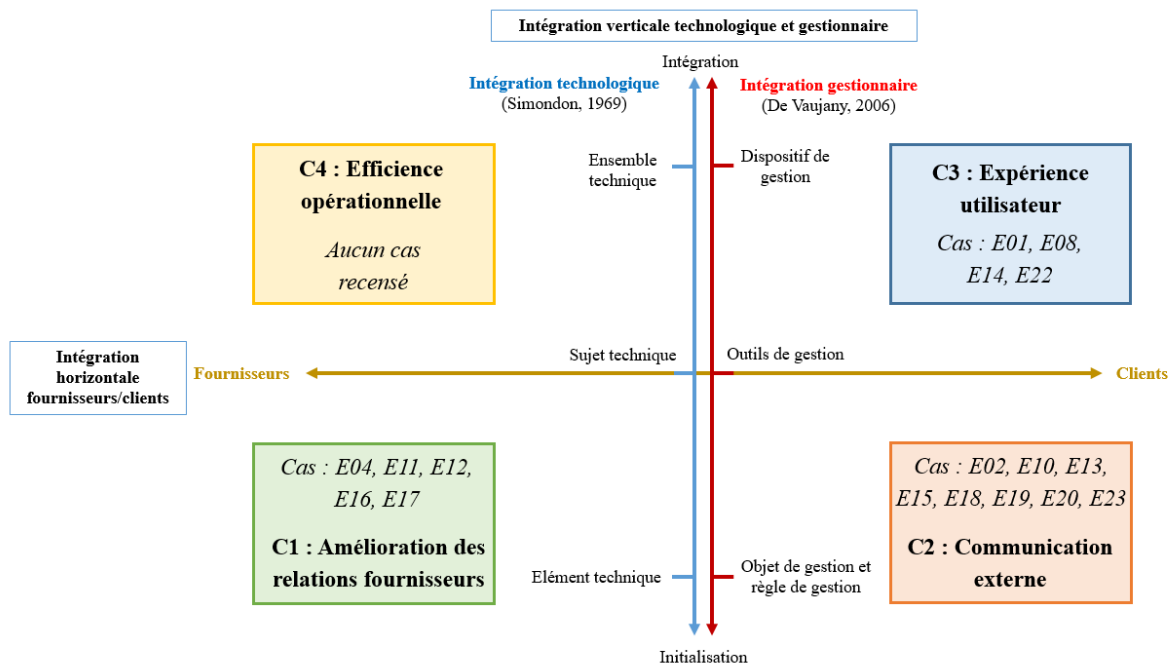 Intégration verticale technologique et gestionnaire
Intégration
Intégration technologique
(Simondon, 1969)
Intégration gestionnaire
(De Vaujany, 2006)
C4 : Efficience
opérationnelle
Aucun cas
recensé
Ensemble
technique
Dispositif de
gestion
C3 : Expérience
utilisateur
Cas : E01, E08,
E14, E22
Intégration
horizontale
fournisseurs/clients
Fournisseurs
Sujet technique
Outils de gestion
Clients
Cas : E04, E11, E12,
E16, E17
C1 : Amélioration des
relations fournisseurs
Elément technique
Objet de gestion et
règle de gestion
Cas : E02, E10, E13,
E15, E18, E19, E20, E23
C2 : Communication
externe
Initialisation